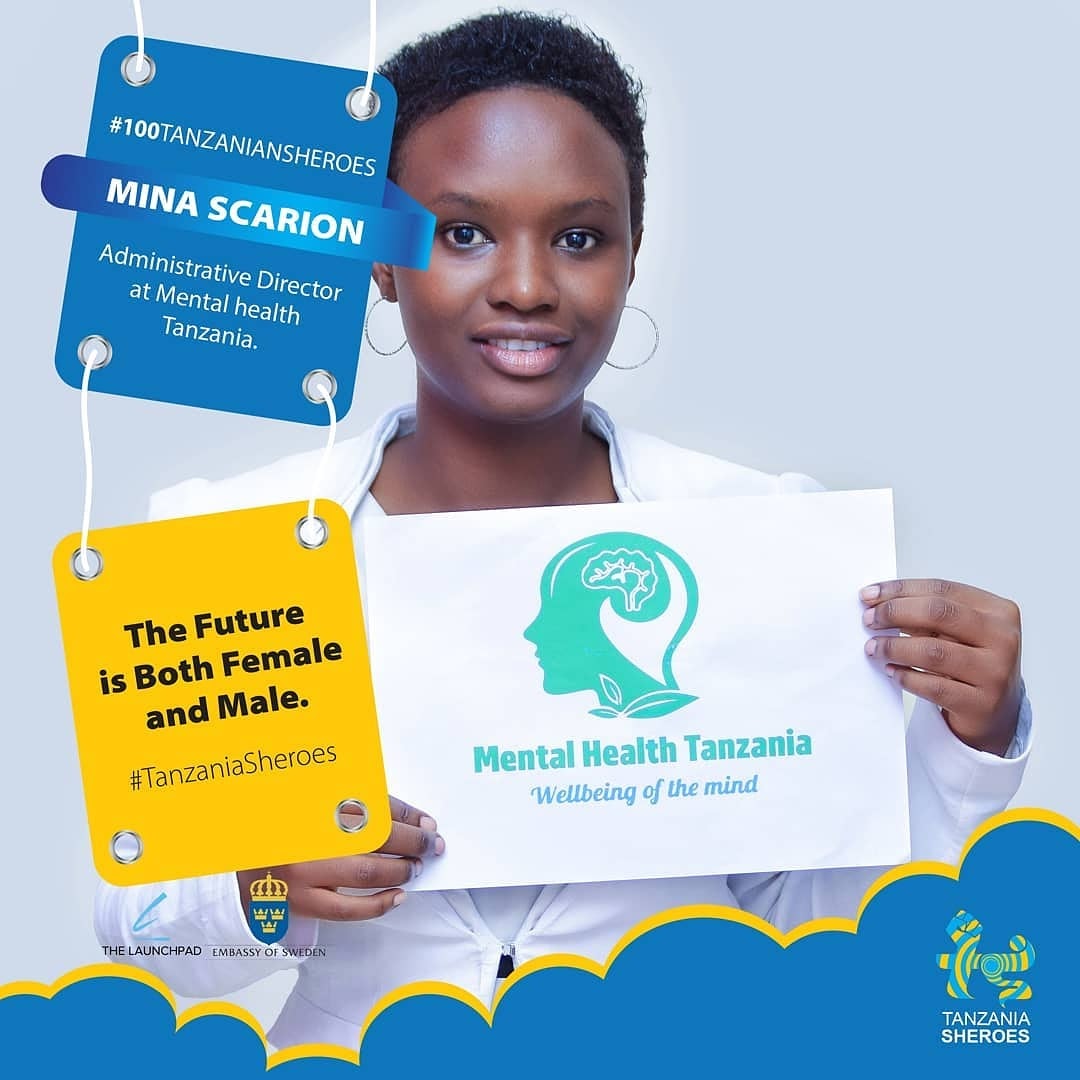 #100TANZANIANSHEROES
MINA SCARION
Administrative Director
at Mental health
Tanzania.
The Future
is Both Female
and Male.
#TanzaniaSheroes
Mental Health Tanzania
Wellbeing of the mind
THE LAUNCHPAD
EMBASSY OF SWEDEN
TANZANIA
SHEROES